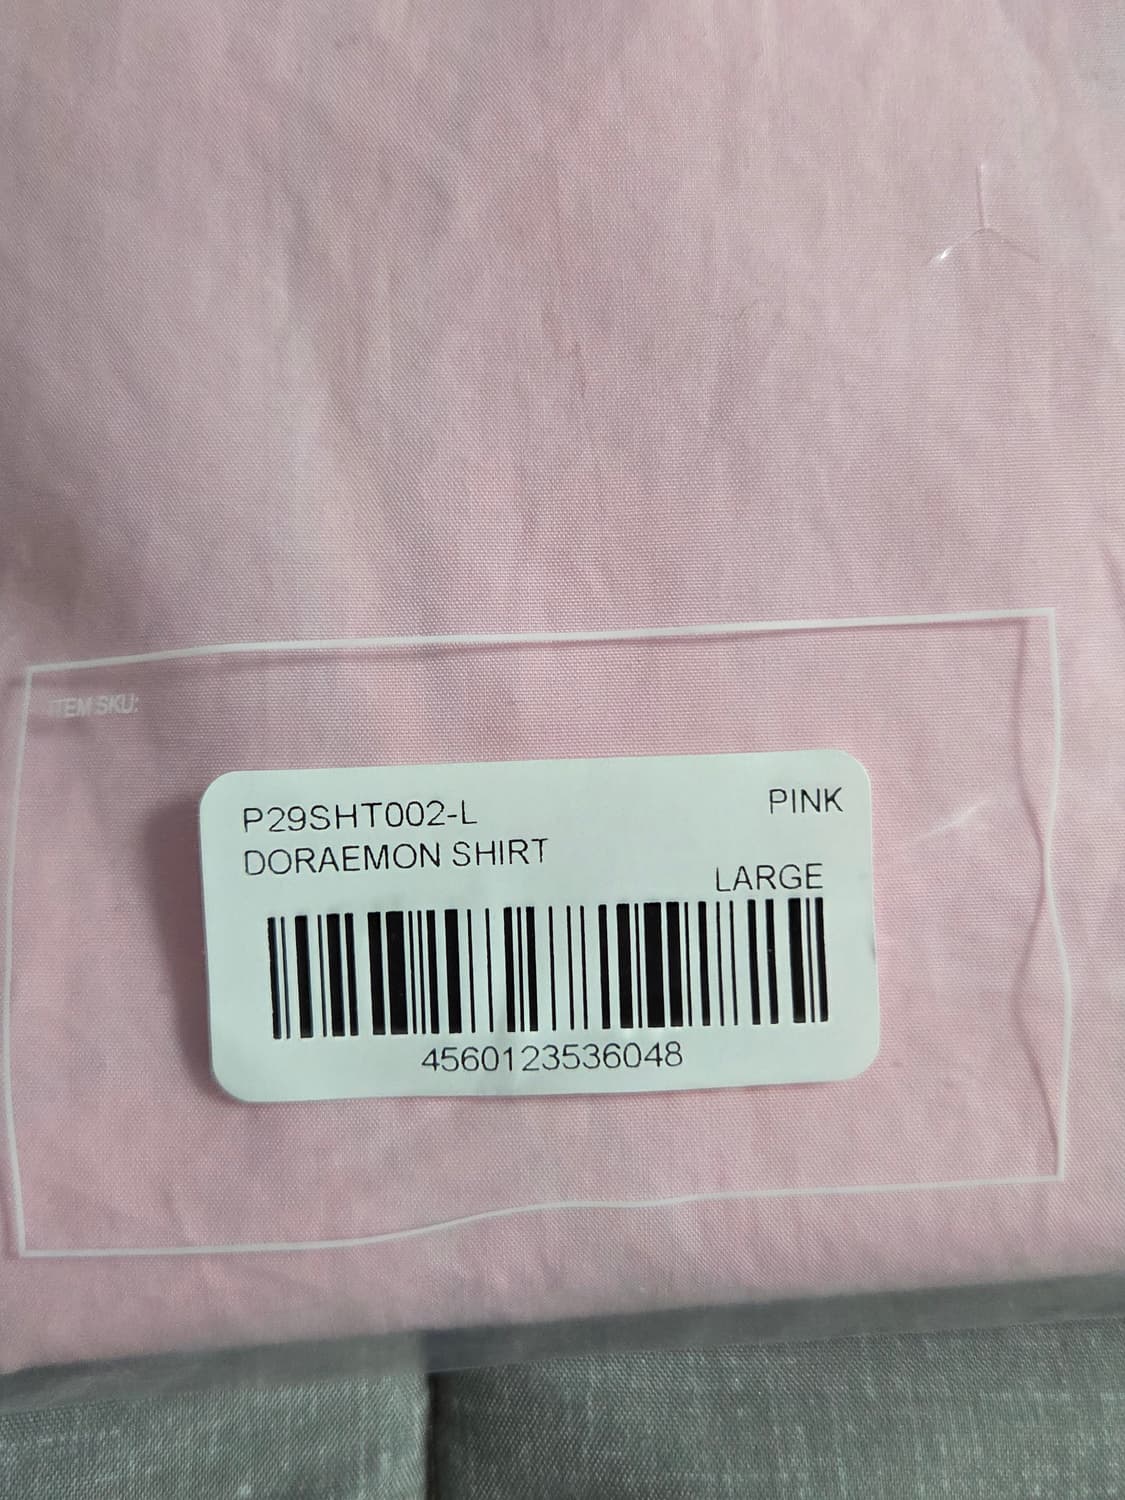 ITEM SKU:
P29SHT002-L
PINK
DORAEMON SHIRT
LARGE
4560123536048